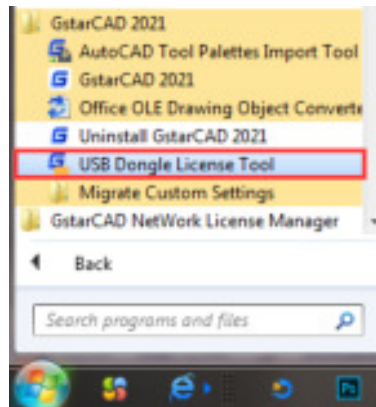 GstarCAD 2021
AutoCAD Tool Palettes Import Tool
GstarCAD 2021
Office OLE Drawing Object Converte
Uninstall GstarCAD 2021
USB Dongle License Tool
Migrate Custom Settings
GstarCAD NetWork License Manager
Back
Search programs and files
Ps